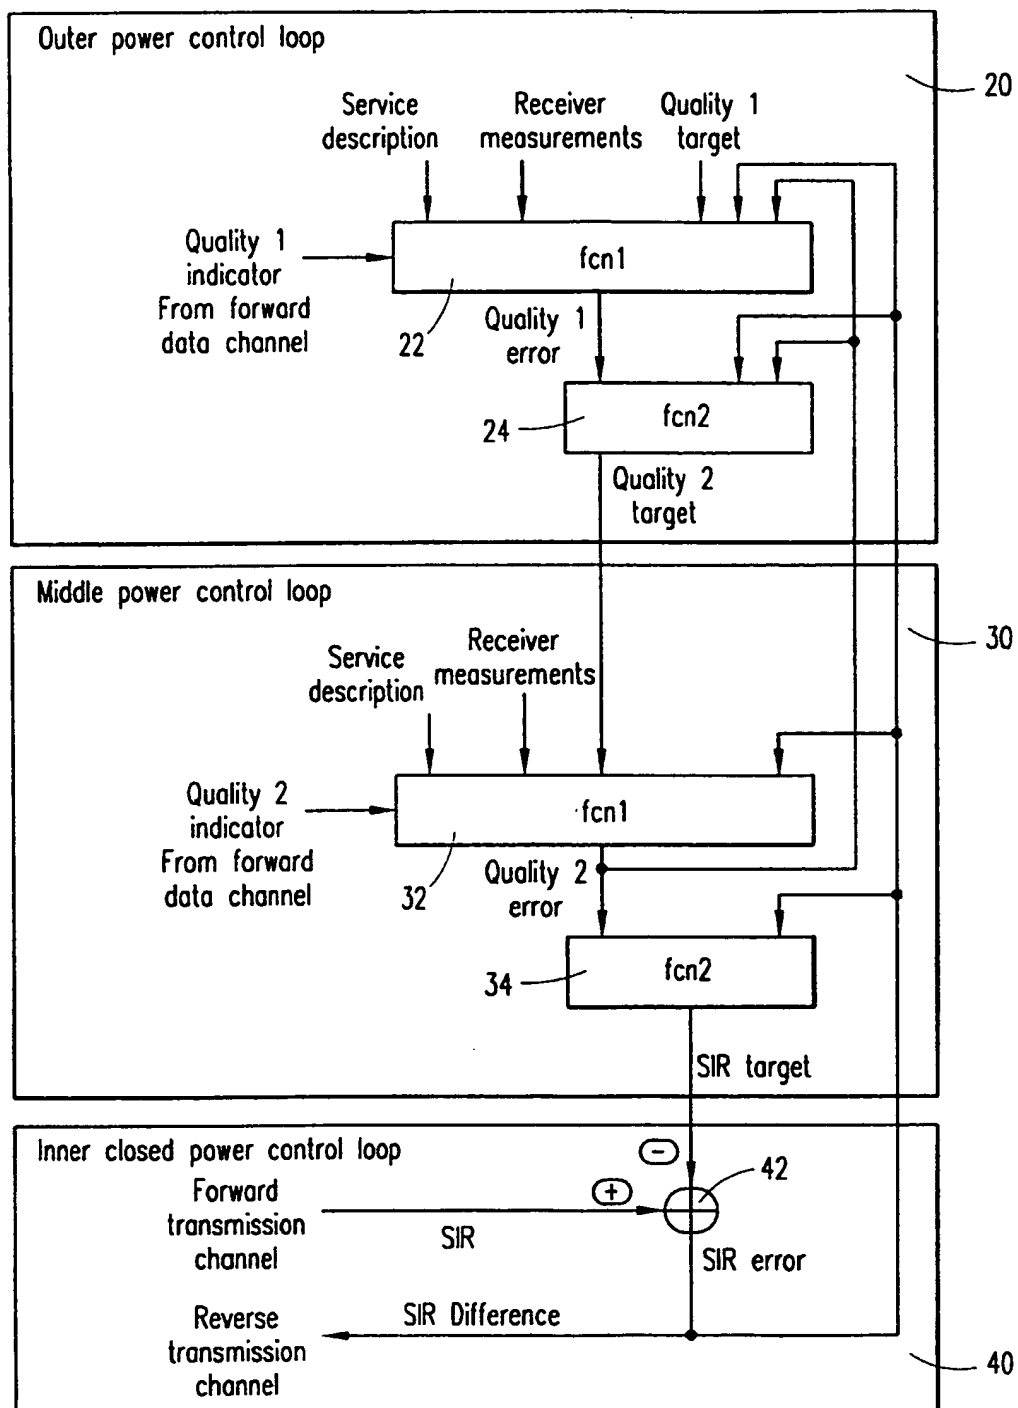 Outer power control loop
20
Service
description
Receiver
measurements
Quality 1
target
Quality 1
indicator
From forward
data channel
fcn1
22
Quality 1
error
24
fcn2
Quality 2
target
Middle power control loop
30
Service
description
Receiver
measurements
Quality 2
indicator
From forward
data channel
fcn1
32
Quality 2
error
34
fcn2
SIR target
Inner closed power control loop
−
42
Forward
transmission
channel
+
SIR
SIR error
Reverse
transmission
channel
SIR Difference
40